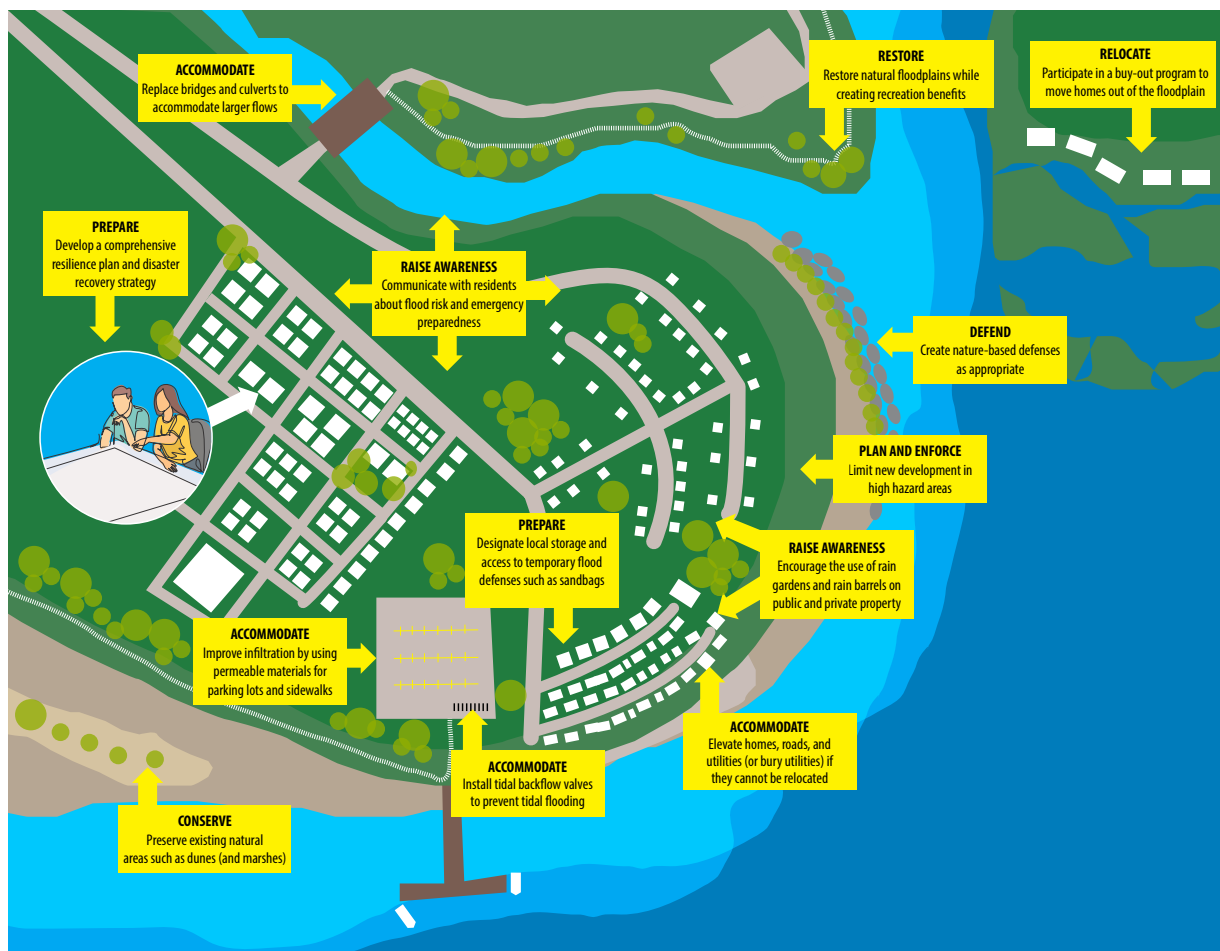 ACCOMMODATE
Replace bridges and culverts to
accommodate larger flows
RESTORE
Restore natural floodplains while
creating recreation benefits
RELOCATE
Participate in a buy-out program to
move homes out of the floodplain
PREPARE
Develop a comprehensive
resilience plan and disaster
recovery strategy
RAISE AWARENESS
Communicate with residents
about flood risk and emergency
preparedness
DEFEND
Create nature-based defenses
as appropriate
PLAN AND ENFORCE
Limit new development in
high hazard areas
PREPARE
Designate local storage and
access to temporary flood
defenses such as sandbags
RAISE AWARENESS
Encourage the use of rain
gardens and rain barrels on
public and private property
ACCOMMODATE
Improve infiltration by using
permeable materials for
parking lots and sidewalks
ACCOMMODATE
Elevate homes, roads, and
utilities (or bury utilities) if
they cannot be relocated
ACCOMMODATE
Install tidal backflow valves
to prevent tidal flooding
CONSERVE
Preserve existing natural
areas such as dunes (and marshes)